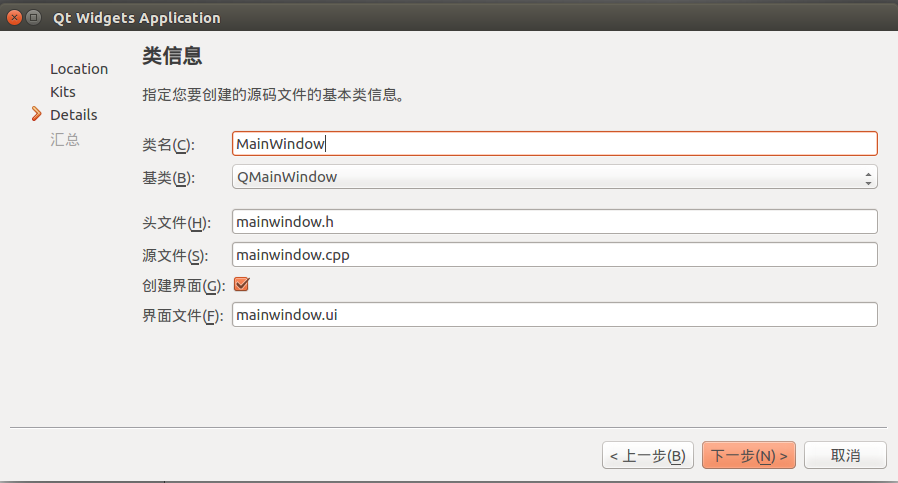 Qt Widgets Application
Location
Kits
Details
汇总
类信息
指定您要创建的源码文件的基本类信息。
类名(C): MainWindow
基类(B): QMainWindow
头文件(H): mainwindow.h
源文件(S): mainwindow.cpp
创建界面(G):
界面文件(F): mainwindow.ui
< 上一步(B) 下一步(N) > 取消